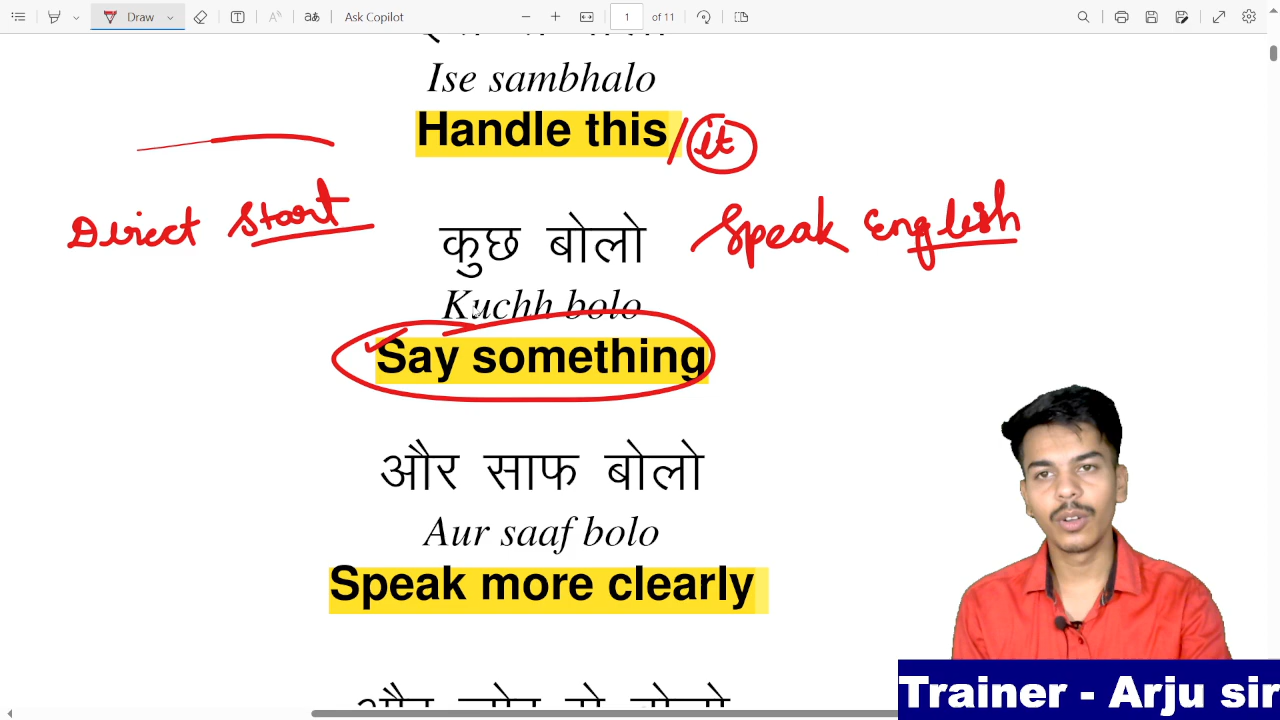 Draw
Ask Copilot
1 of 11
Ise sambhalo
Handle this/it
Direct Start
कुछ बोलो
Speak English
Kuchh bolo
Say something
और साफ बोलो
Aur saaf bolo
Speak more clearly
Trainer - Arju sir